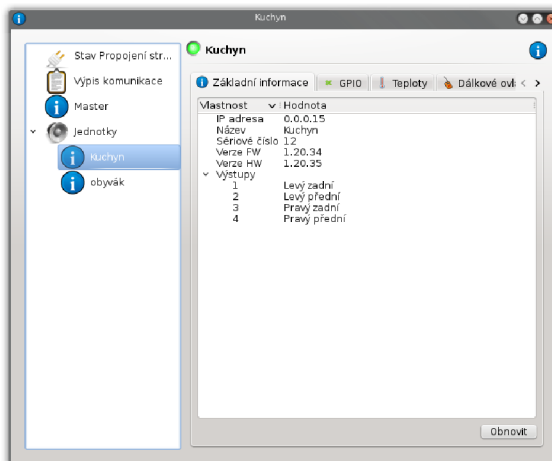 Kuchyn
Stav Propojení str...
Výpis komunikace
Master
Jednotky
Kuchyn
obyvák
Kuchyn
Základní informace
GPIO
Teploty
Dálkové ovlá
Vlastnost Hodnota
IP adresa 0.0.0.15
Název Kuchyn
Sériové číslo 12
Verze FW 1.20.34
Verze HW 1.20.35
Výstupy
1 Levý zadní
2 Levý přední
3 Pravý zadní
4 Pravý přední
Obnovit